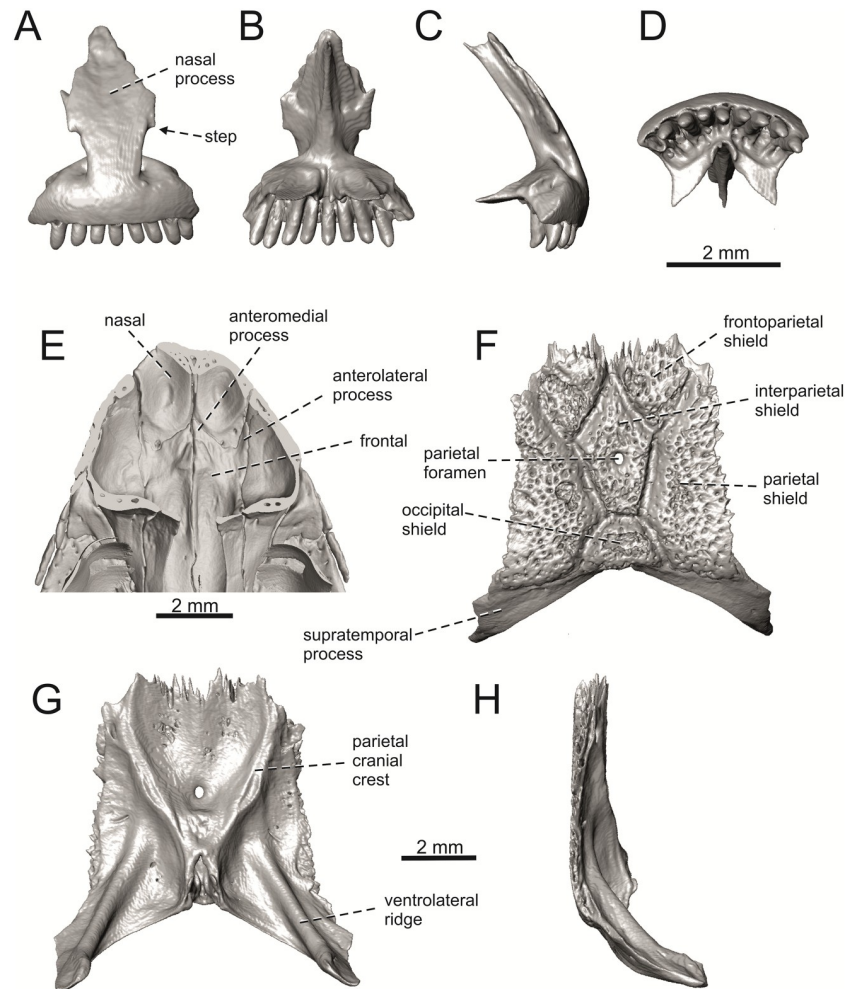 A
B
C
D
nasal
process
step
2 mm
E
nasal
anteromedial
process
anterolateral
process
frontal
2 mm
F
frontoparietal
shield
interparietal
shield
parietal
foramen
parietal
shield
occipital
shield
supratemporal
process
G
parietal
cranial
crest
2 mm
ventrolateral
ridge
H